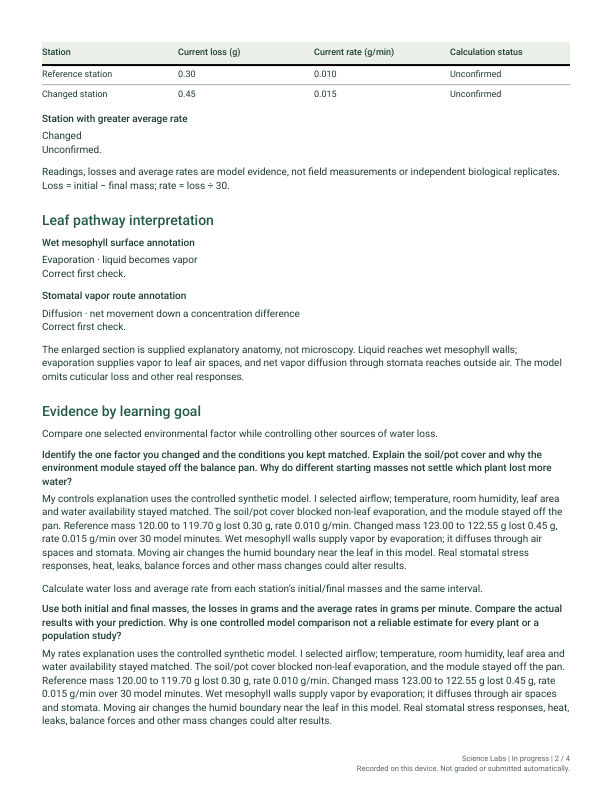 Station Current loss (g) Current rate (g/min) Calculation status
Reference station 0.30 0.010 Unconfirmed
Changed station 0.45 0.015 Unconfirmed
Station with greater average rate
Changed
Unconfirmed.
Readings, losses and average rates are model evidence, not field measurements or independent biological replicates.
Loss = initial − final mass; rate = loss ÷ 30.
Leaf pathway interpretation
Wet mesophyll surface annotation
Evaporation · liquid becomes vapor
Correct first check.
Stomatal vapor route annotation
Diffusion · net movement down a concentration difference
Correct first check.
The enlarged section is supplied explanatory anatomy, not microscopy. Liquid reaches wet mesophyll walls;
evaporation supplies vapor to leaf air spaces, and net vapor diffusion through stomata reaches outside air. The model
omits cuticular loss and other real responses.
Evidence by learning goal
Compare one selected environmental factor while controlling other sources of water loss.
Identify the one factor you changed and the conditions you kept matched. Explain the soil/pot cover and why the
environment module stayed off the balance pan. Why do different starting masses not settle which plant lost more
water?
My controls explanation uses the controlled synthetic model. I selected airflow; temperature, room humidity, leaf area
and water availability stayed matched. The soil/pot cover blocked non-leaf evaporation, and the module stayed off the
pan. Reference mass 120.00 to 119.70 g lost 0.30 g, rate 0.010 g/min. Changed mass 123.00 to 122.55 g lost 0.45 g,
rate 0.015 g/min over 30 model minutes. Wet mesophyll walls supply vapor by evaporation; it diffuses through air
spaces and stomata. Moving air changes the humid boundary near the leaf in this model. Real stomatal stress
responses, heat, leaks, balance forces and other mass changes could alter results.
Calculate water loss and average rate from each station's initial/final masses and the same interval.
Use both initial and final masses, the losses in grams and the average rates in grams per minute. Compare the actual
results with your prediction. Why is one controlled model comparison not a reliable estimate for every plant or a
population study?
My rates explanation uses the controlled synthetic model. I selected airflow; temperature, room humidity, leaf area and
water availability stayed matched. The soil/pot cover blocked non-leaf evaporation, and the module stayed off the pan.
Reference mass 120.00 to 119.70 g lost 0.30 g, rate 0.010 g/min. Changed mass 123.00 to 122.55 g lost 0.45 g, rate
0.015 g/min over 30 model minutes. Wet mesophyll walls supply vapor by evaporation; it diffuses through air spaces
and stomata. Moving air changes the humid boundary near the leaf in this model. Real stomatal stress responses, heat,
leaks, balance forces and other mass changes could alter results.
Science Labs | In progress | 2 / 4
Recorded on this device. Not graded or submitted automatically.